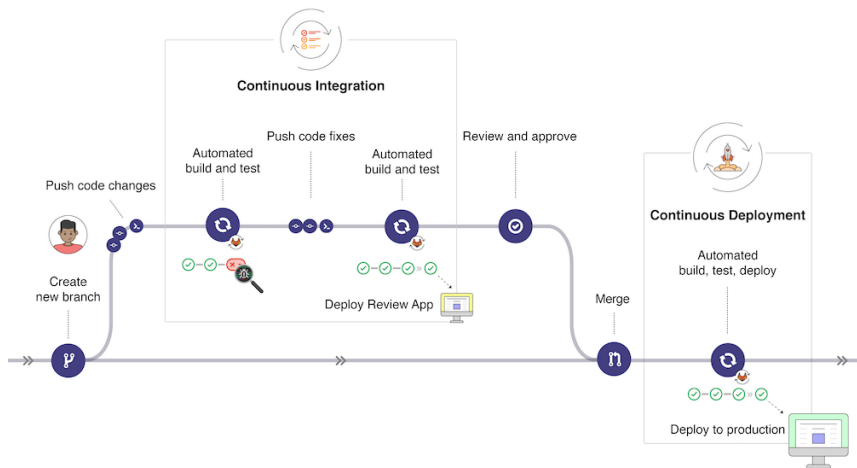 Continuous Integration
Push code fixes
Review and approve
Automated
build and test
Automated
build and test
Push code changes
Continuous Deployment
Automated
build, test, deploy
Create
new branch
Deploy Review App
Merge
Deploy to production